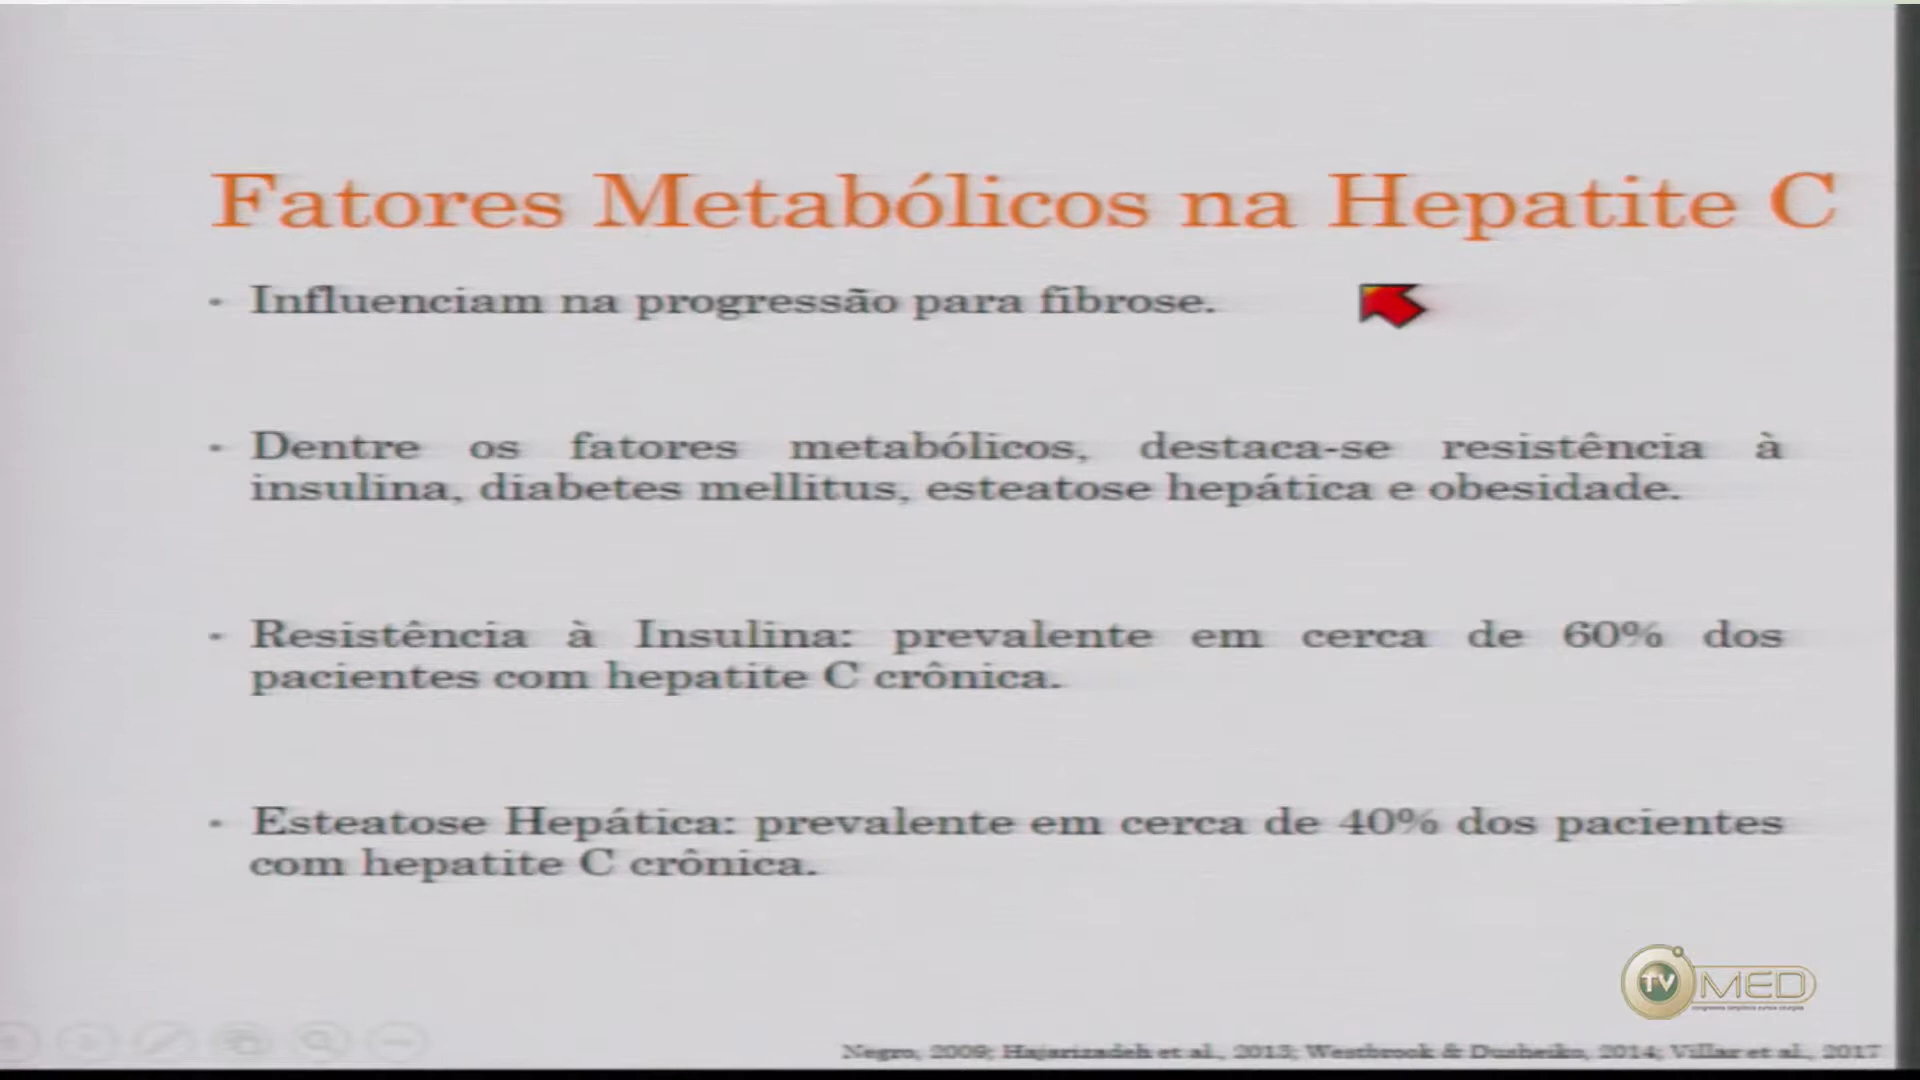 Fatores Metabólicos na Hepatite C
• Influenciam na progressão para fibrose.
• Dentre os fatores metabólicos, destaca-se resistência à
insulina, diabetes mellitus, esteatose hepática e obesidade.
• Resistência à Insulina: prevalente em cerca de 60% dos
pacientes com hepatite C crônica.
• Esteatose Hepática: prevalente em cerca de 40% dos pacientes
com hepatite C crônica.
TV MED
Negro, 2009; Hajarizadeh et al., 2013; Westbrook & Dusheiko, 2014; Villar et al., 2017